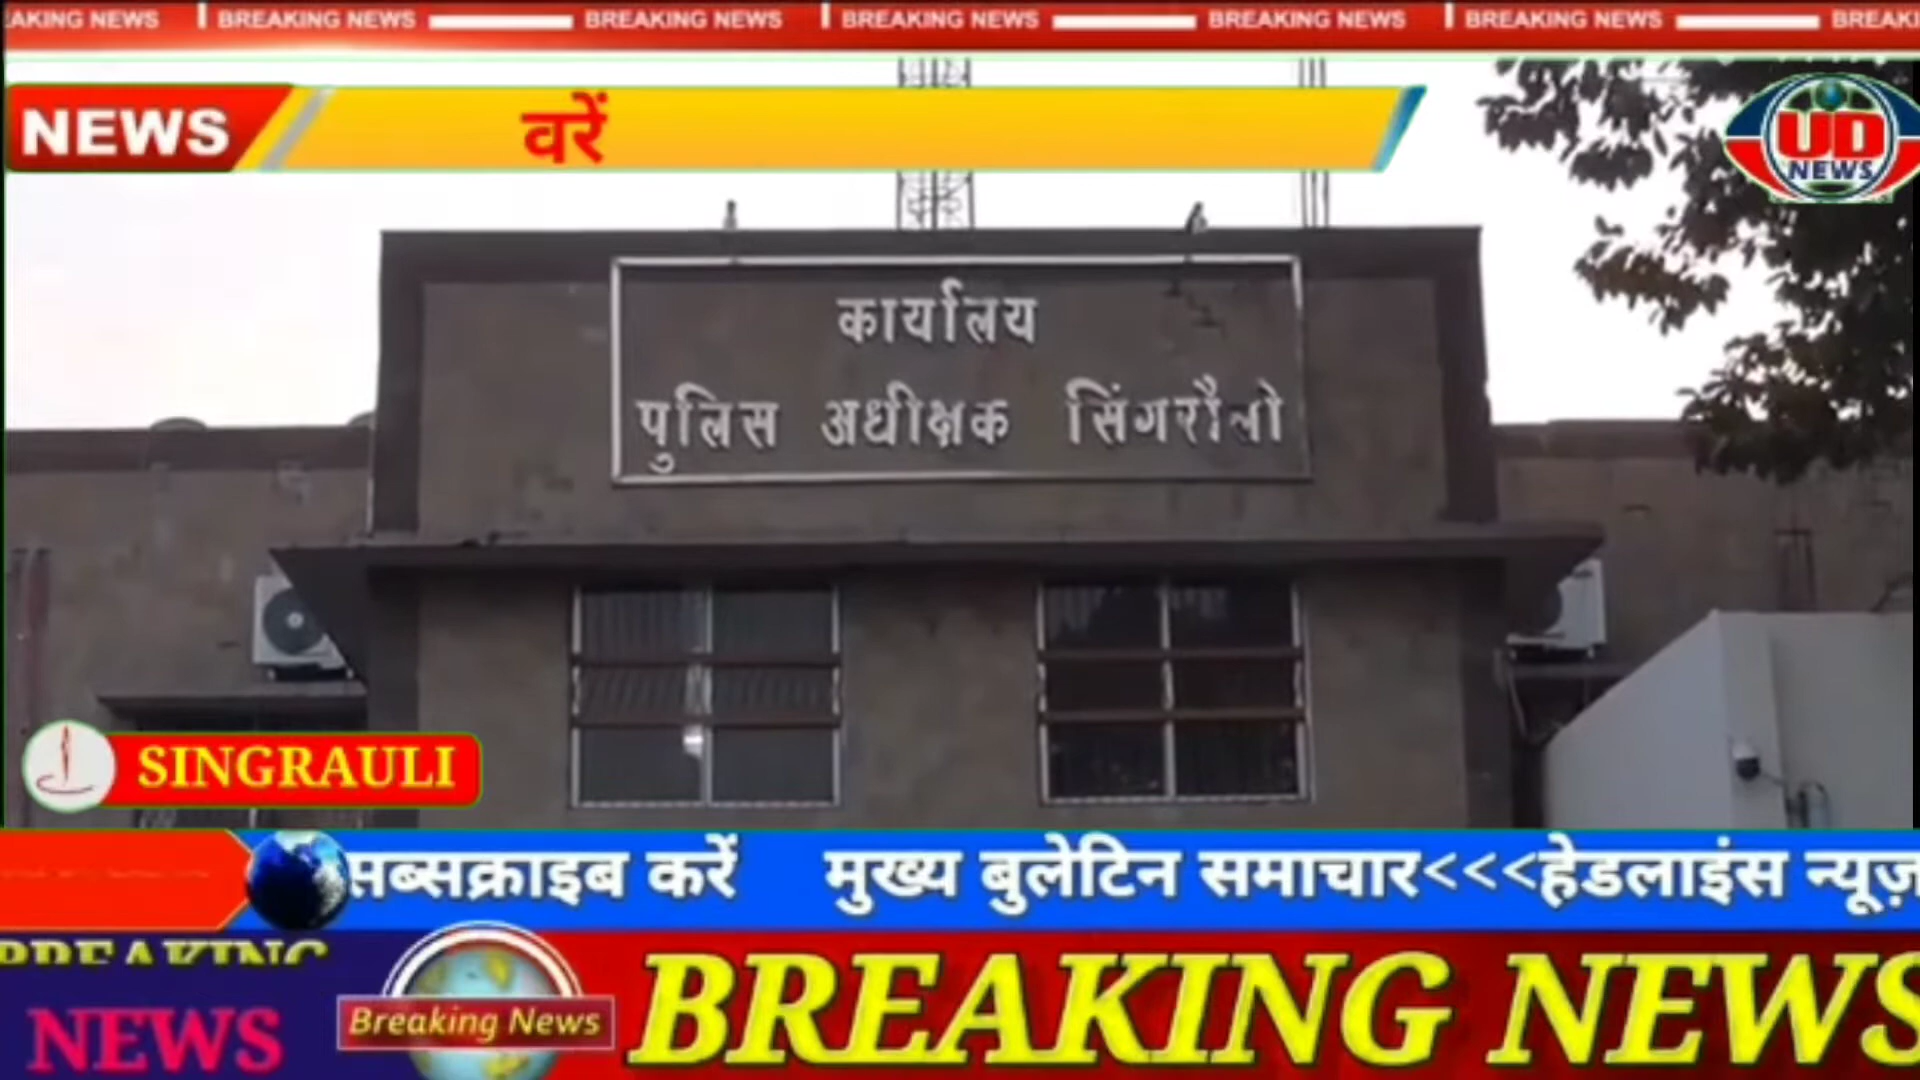 BREAKING NEWS BREAKING NEWS BREAKING NEWS BREAKING NEWS
NEWS वरें
UD
NEWS
कार्यालय
पुलिस अधीक्षक सिंगरौली
SINGRAULI
सब्सक्राइब करें मुख्य बुलेटिन समाचार<<<हेडलाइंस न्यूज़
BREAKING
NEWS
Breaking News
BREAKING NEWS